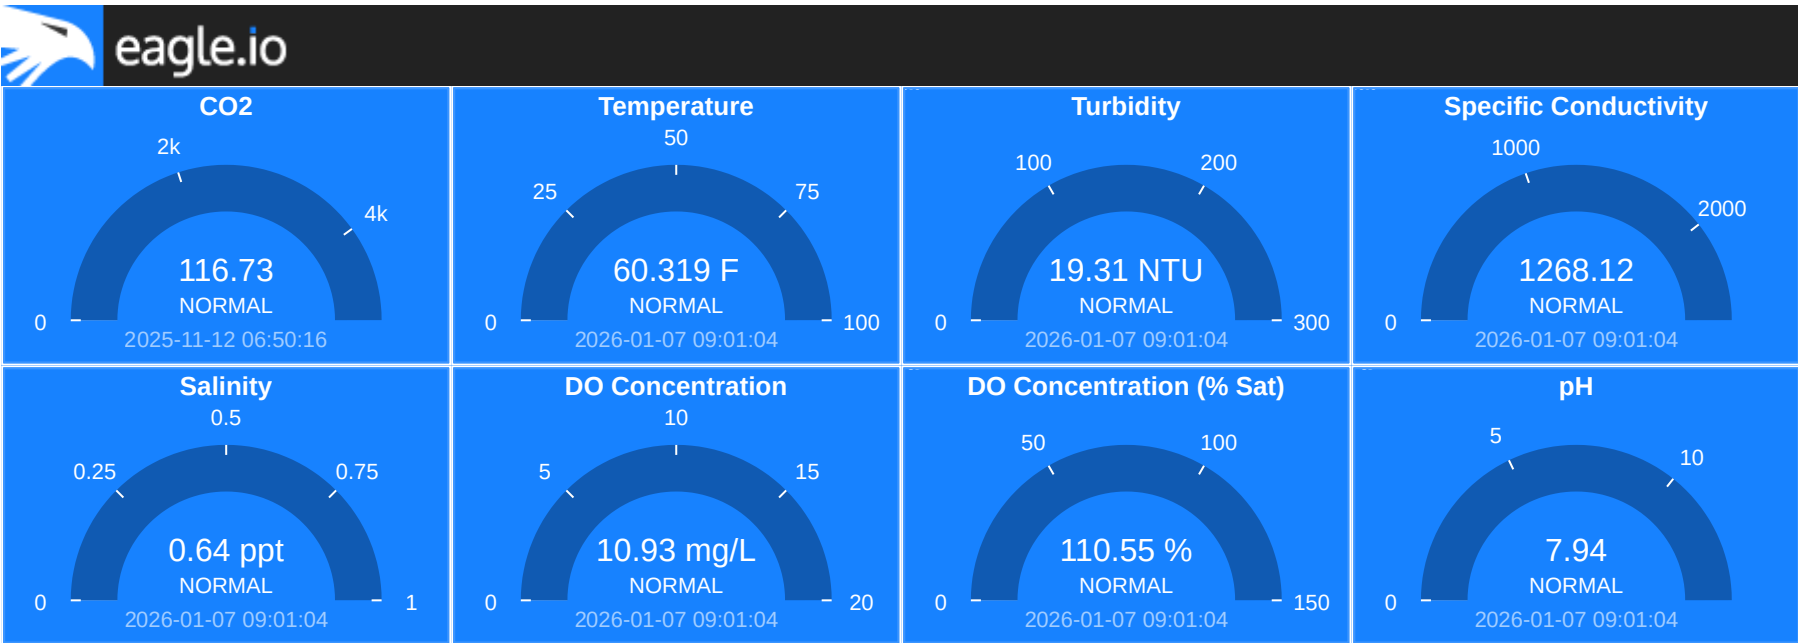 eagle.io
CO2
2k
4k
116.73
NORMAL
0
2025-11-12 06:50:16
Temperature
50
25
75
60.319 F
NORMAL
0
100
2026-01-07 09:01:04
Turbidity
100
200
19.31 NTU
NORMAL
0
300
2026-01-07 09:01:04
Specific Conductivity
1000
2000
1268.12
NORMAL
0
2026-01-07 09:01:04
Salinity
0.5
0.25
0.75
0.64 ppt
NORMAL
0
1
2026-01-07 09:01:04
DO Concentration
10
5
15
10.93 mg/L
NORMAL
0
20
2026-01-07 09:01:04
DO Concentration (% Sat)
50
100
110.55 %
NORMAL
0
150
2026-01-07 09:01:04
pH
5
10
7.94
NORMAL
0
2026-01-07 09:01:04